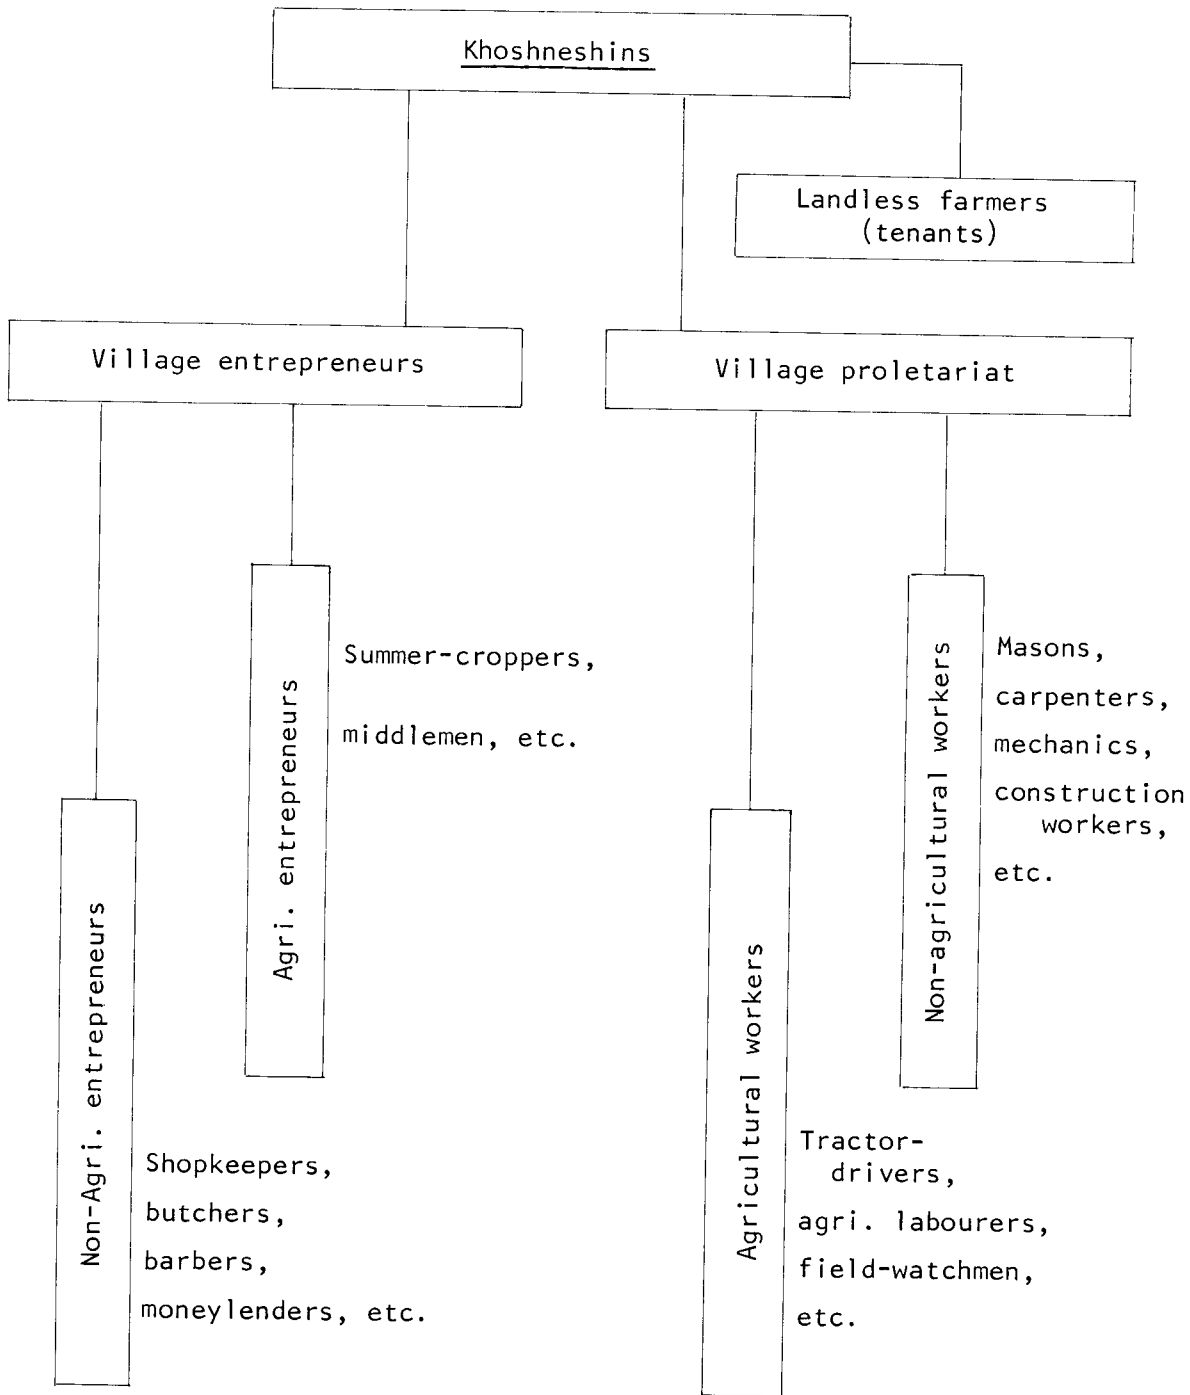 Khoshneshins
Landless farmers
(tenants)
Village entrepreneurs
Village proletariat
Non-Agri. entrepreneurs
Shopkeepers,
butchers,
barbers,
moneylenders, etc.
Agri. entrepreneurs
Summer-croppers,
middlemen, etc.
Agricultural workers
Tractor-
drivers,
agri. labourers,
field-watchmen,
etc.
Non-agricultural workers
Masons,
carpenters,
mechanics,
construction
workers,
etc.